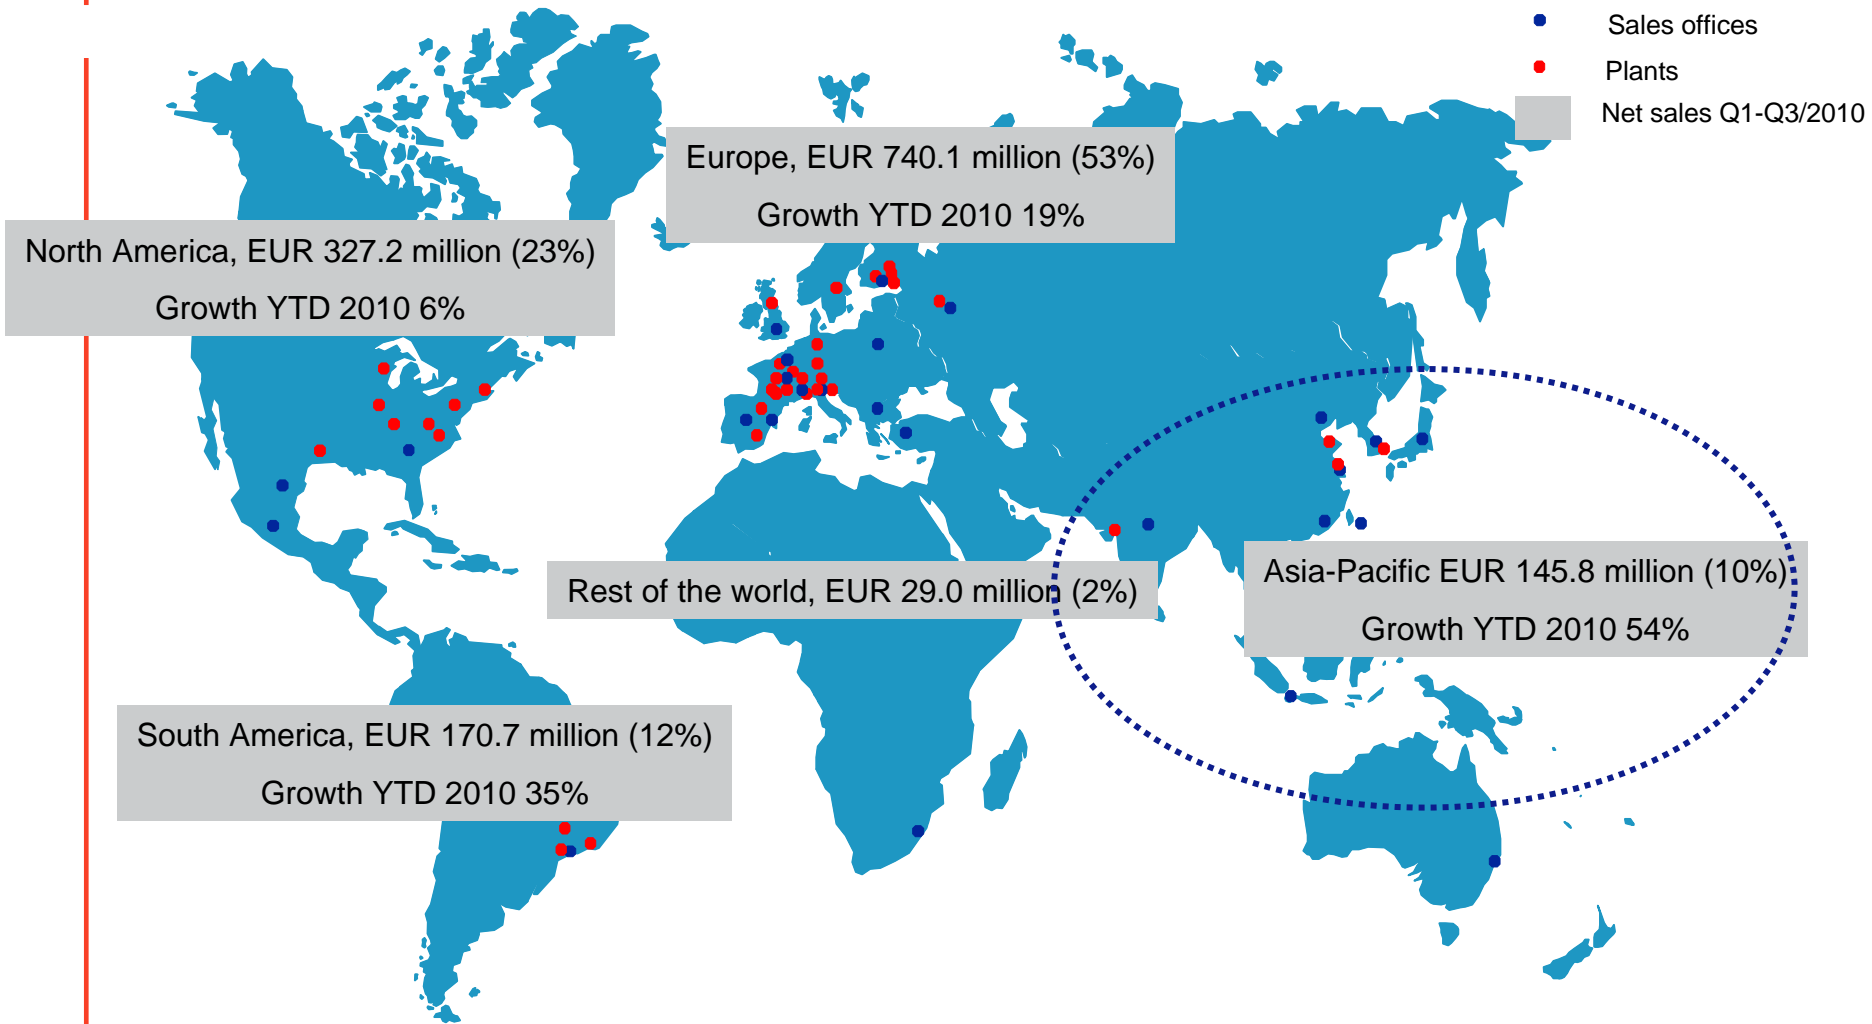 Sales offices
Plants
Net sales Q1-Q3/2010
Europe, EUR 740.1 million (53%)
Growth YTD 2010 19%
North America, EUR 327.2 million (23%)
Growth YTD 2010 6%
Rest of the world, EUR 29.0 million (2%)
Asia-Pacific EUR 145.8 million (10%)
Growth YTD 2010 54%
South America, EUR 170.7 million (12%)
Growth YTD 2010 35%